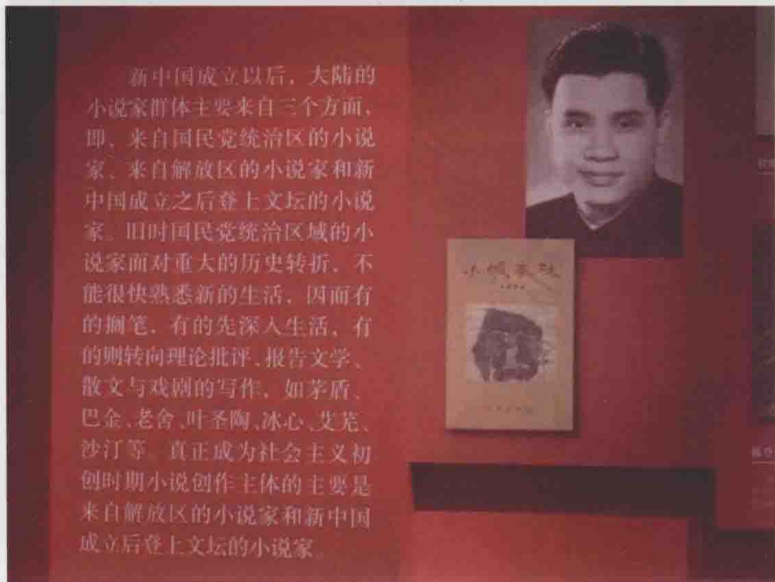 新中国成立以后，大陆的
小说家群体主要来自三个方面，
即，来自国民党统治区的小说
家、来自解放区的小说家和新
中国成立之后登上文坛的小说
家。旧时国民党统治区域的小
说家面对重大的历史转折，不
能很快熟悉新的生活，因而有
的搁笔，有的先深入生活，有
的则转向理论批评、报告文学、
散文与戏剧的写作，如茅盾、
巴金、老舍、叶圣陶、冰心、艾芜、
沙汀等。真正成为社会主义初
创时期小说创作主体的主要是
来自解放区的小说家和新中国
成立后登上文坛的小说家。
小城春秋